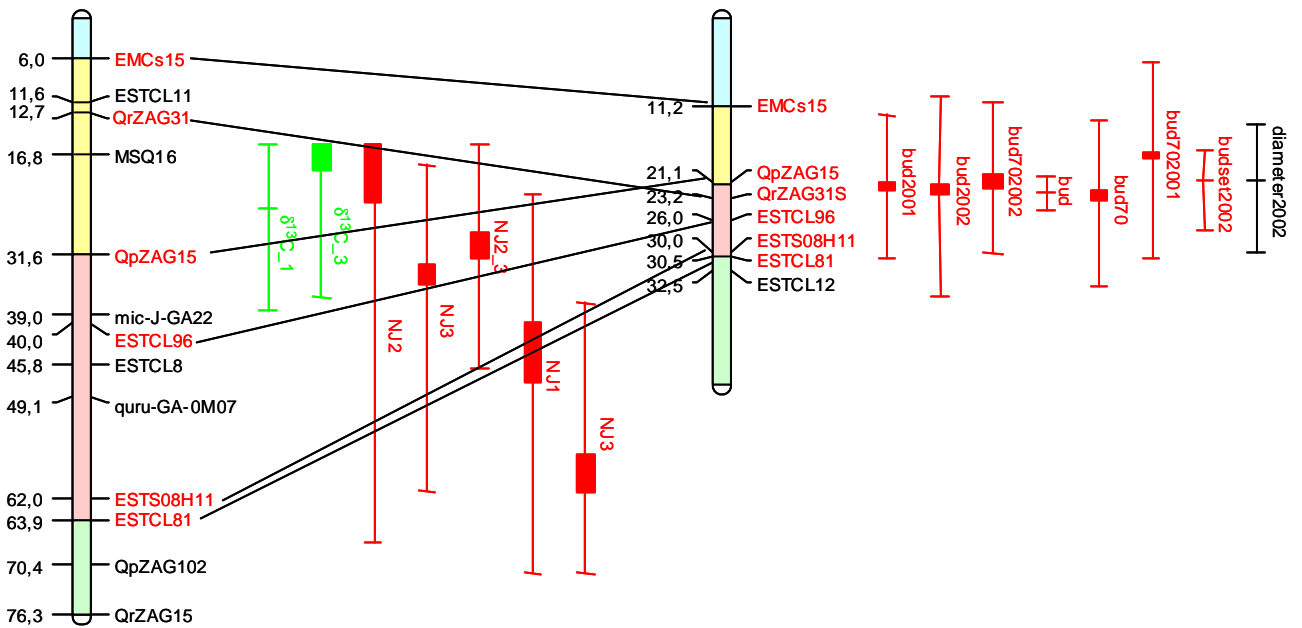 6,0 EMCs15
11,6 ESTCL11
12,7 QrZAG31
16,8 MSQ16
31,6 QpZAG15
39,0 mic-J-GA22
40,0 ESTCL96
45,8 ESTCL8
49,1 quru-GA-0M07
62,0 ESTS08H11
63,9 ESTCL81
70,4 QpZAG102
76,3 QrZAG15
δ13C_1
δ13C_3
NJ2
NJ3
NJ2_3
NJ1
NJ3
11,2 EMCs15
21,1 QpZAG15
23,2 QrZAG31S
26,0 ESTCL96
30,0 ESTS08H11
30,5 ESTCL81
32,5 ESTCL12
bud2001
bud2002
bud702002
bud
bud70
bud702001
budset2002
diameter2002